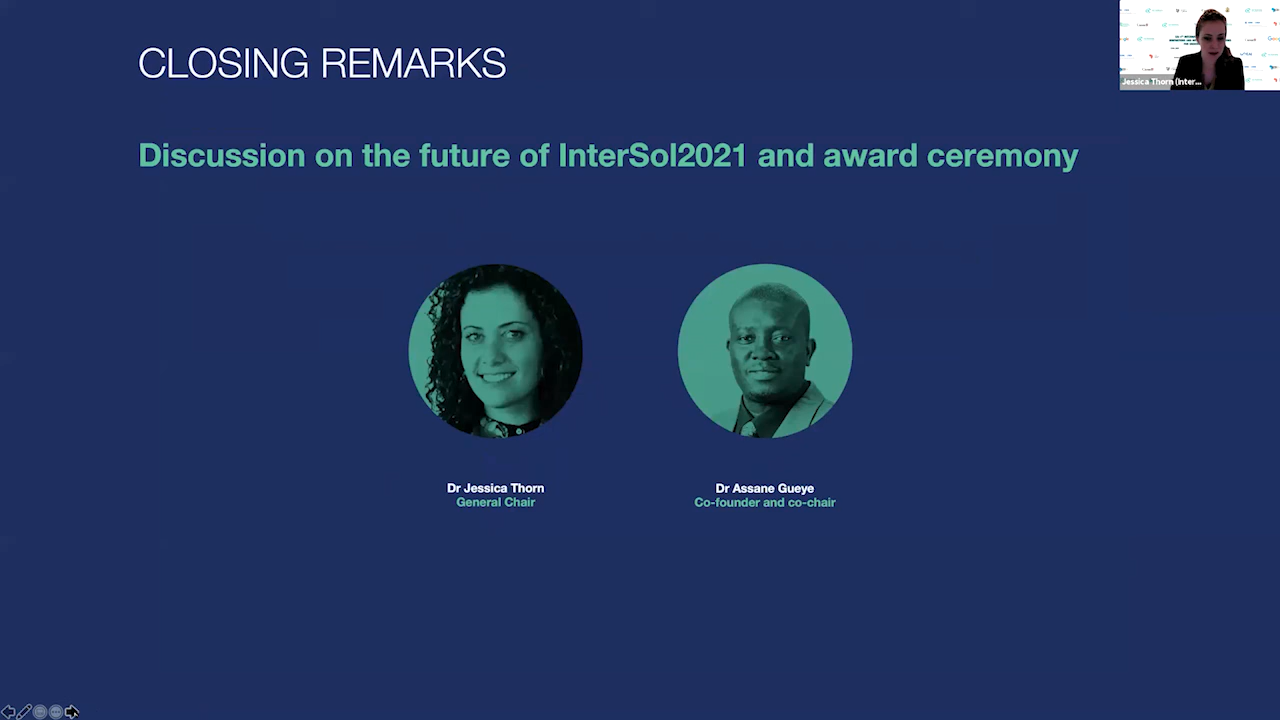 CLOSING REMARKS
Discussion on the future of InterSol2021 and award ceremony
Dr Jessica Thorn
General Chair
Dr Assane Gueye
Co-founder and co-chair
Jessica Thorn (Inter...